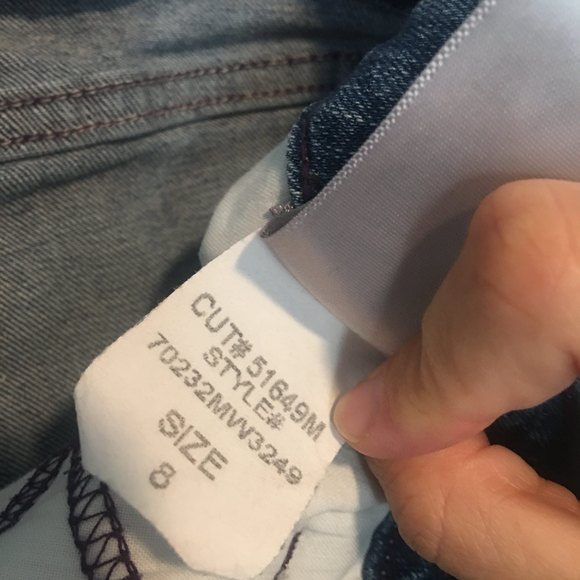 CUT# 51649M
STYLE#
70232MVV3249
SIZE
8